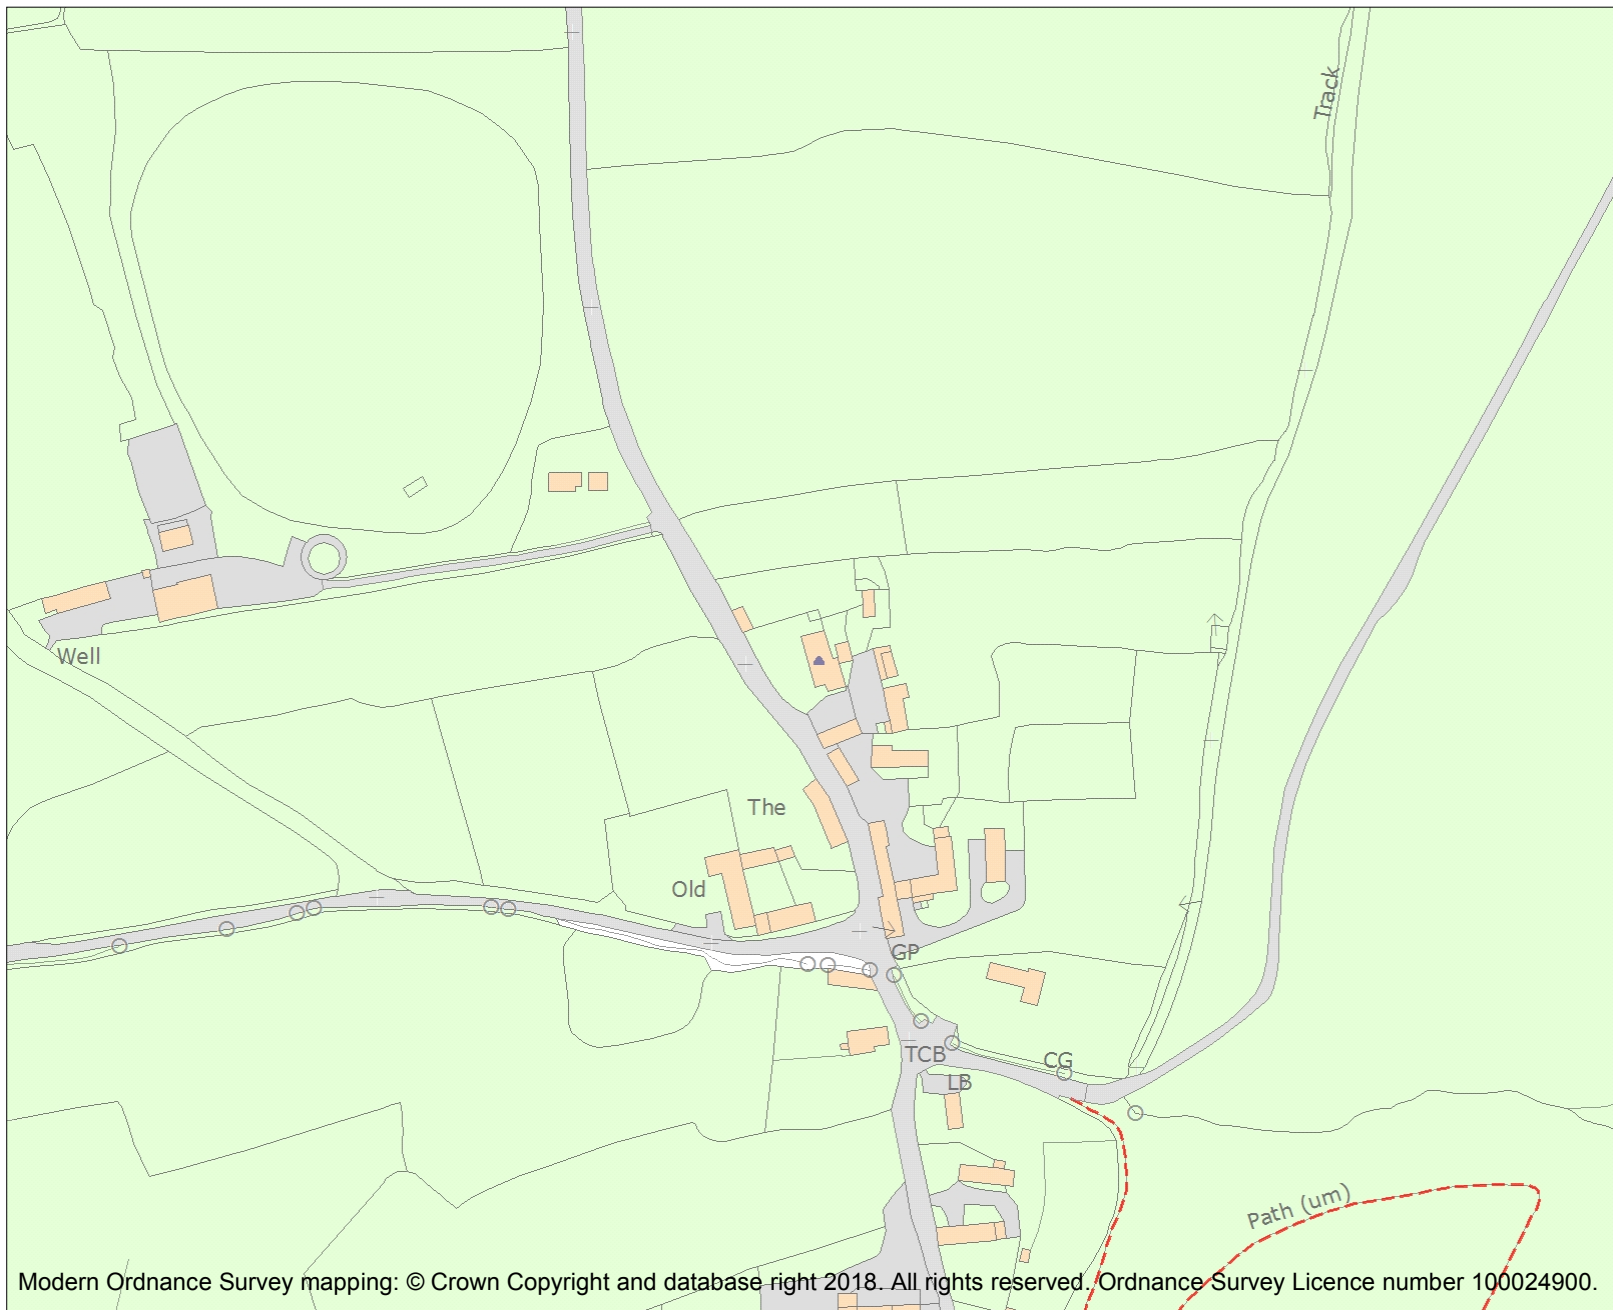 Track
Well
The
Old
GP
TCB
CG
LB
Path (um)
Modern Ordnance Survey mapping: © Crown Copyright and database right 2018. All rights reserved. Ordnance Survey Licence number 100024900.